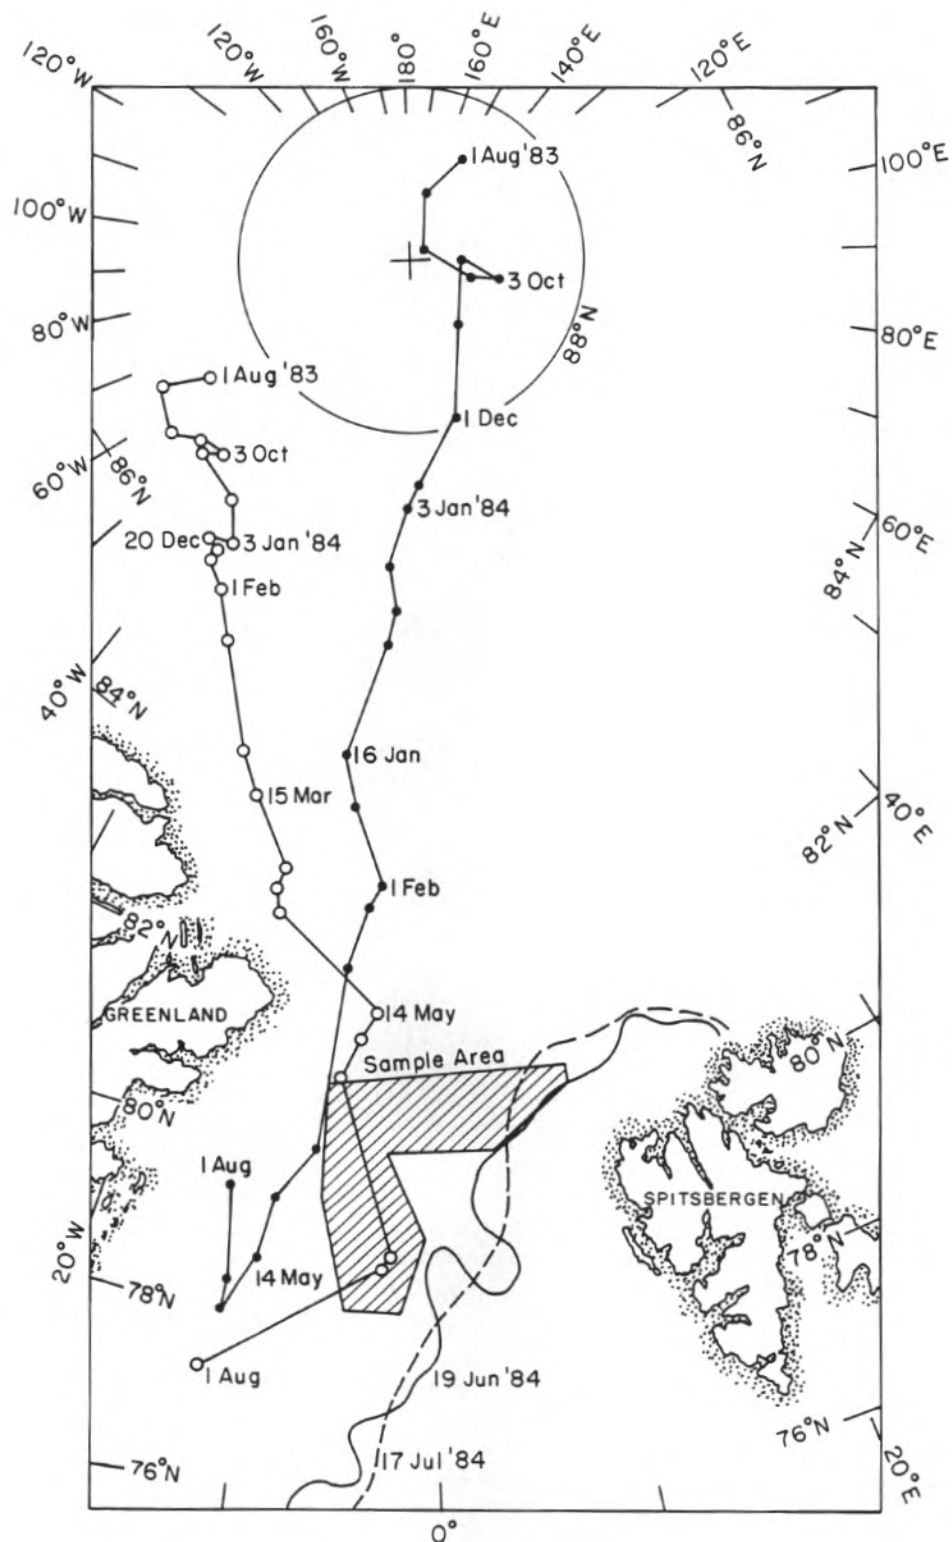 120°W
120°W
160°W
180°
160°E
140°E
120°E
86°N
100°E
1 Aug '83
100°W
3 Oct
88°N
80°W
80°E
1 Aug '83
1 Dec
60°W
86°N
3 Oct
3 Jan '84
20 Dec
3 Jan '84
60°E
84°N
1 Feb
40°W
84°N
16 Jan
15 Mar
40°E
82°N
1 Feb
82°N
GREENLAND
14 May
Sample Area
80°N
80°N
1 Aug
SPITSBERGEN
20°W
78°N
14 May
78°N
1 Aug
19 Jun '84
76°N
17 Jul '84
76°N
20°E
0°